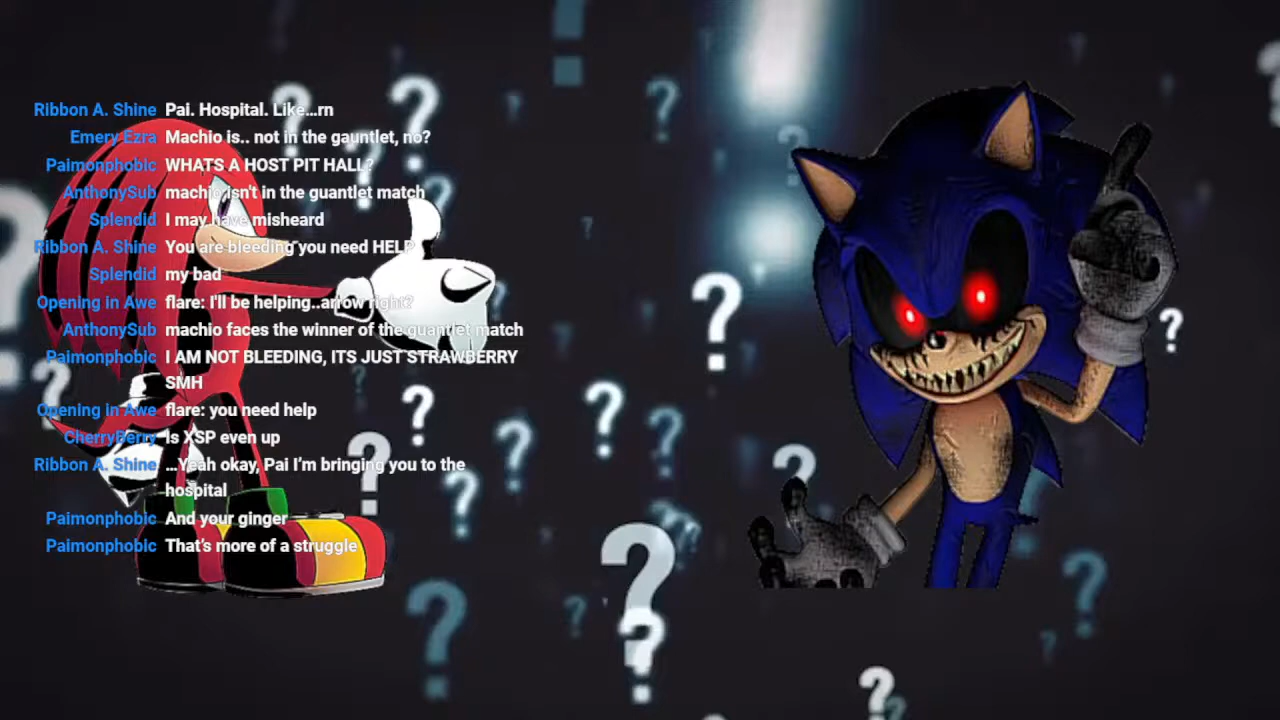 Ribbon A. Shine Pai. Hospital. Like...rn
Emery Ezra Machio is.. not in the gauntlet, no?
Paimonphobic WHATS A HOST PIT HALL?
AnthonySub machio isn't in the guantlet match
Splendid I may have misheard
Ribbon A. Shine You are bleeding you need HELP
Splendid my bad
Opening in Awe flare: I'll be helping..arrow right?
AnthonySub machio faces the winner of the guantlet match
Paimonphobic I AM NOT BLEEDING, ITS JUST STRAWBERRY
SMH
Opening in Awe flare: you need help
CherryBerry Is XSP even up
Ribbon A. Shine ...Yeah okay, Pai I'm bringing you to the
hospital
Paimonphobic And your ginger
Paimonphobic That's more of a struggle